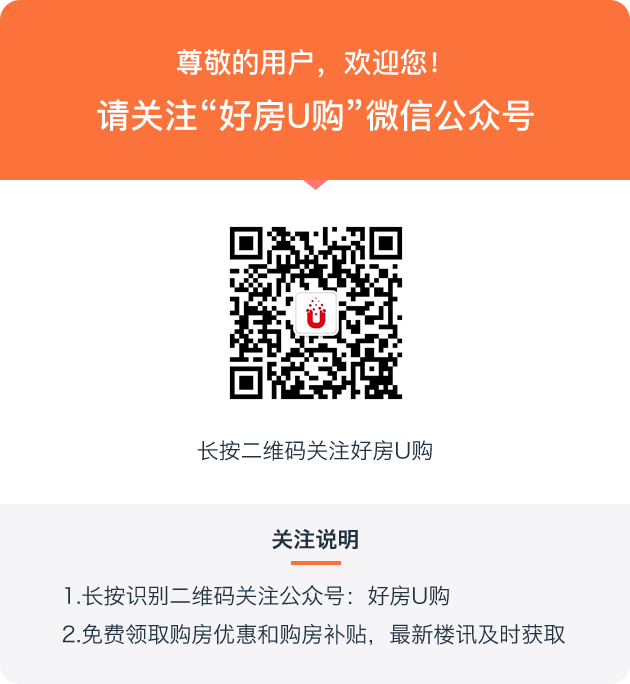 尊敬的用户，欢迎您！
请关注“好房U购”微信公众号
U
长按二维码关注好房U购
关注说明
1.长按识别二维码关注公众号：好房U购
2.免费领取购房优惠和购房补贴，最新楼讯及时获取